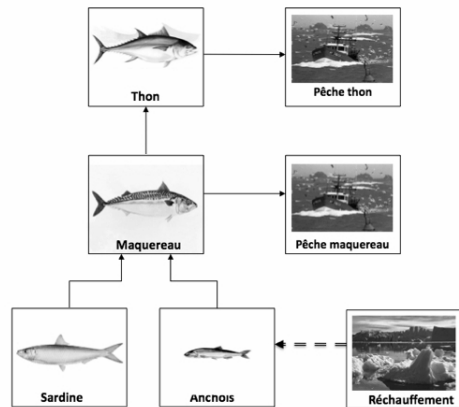 Thon
Pêche thon
Maquereau
Pêche maquereau
Sardine
Anchois
Réchauffement